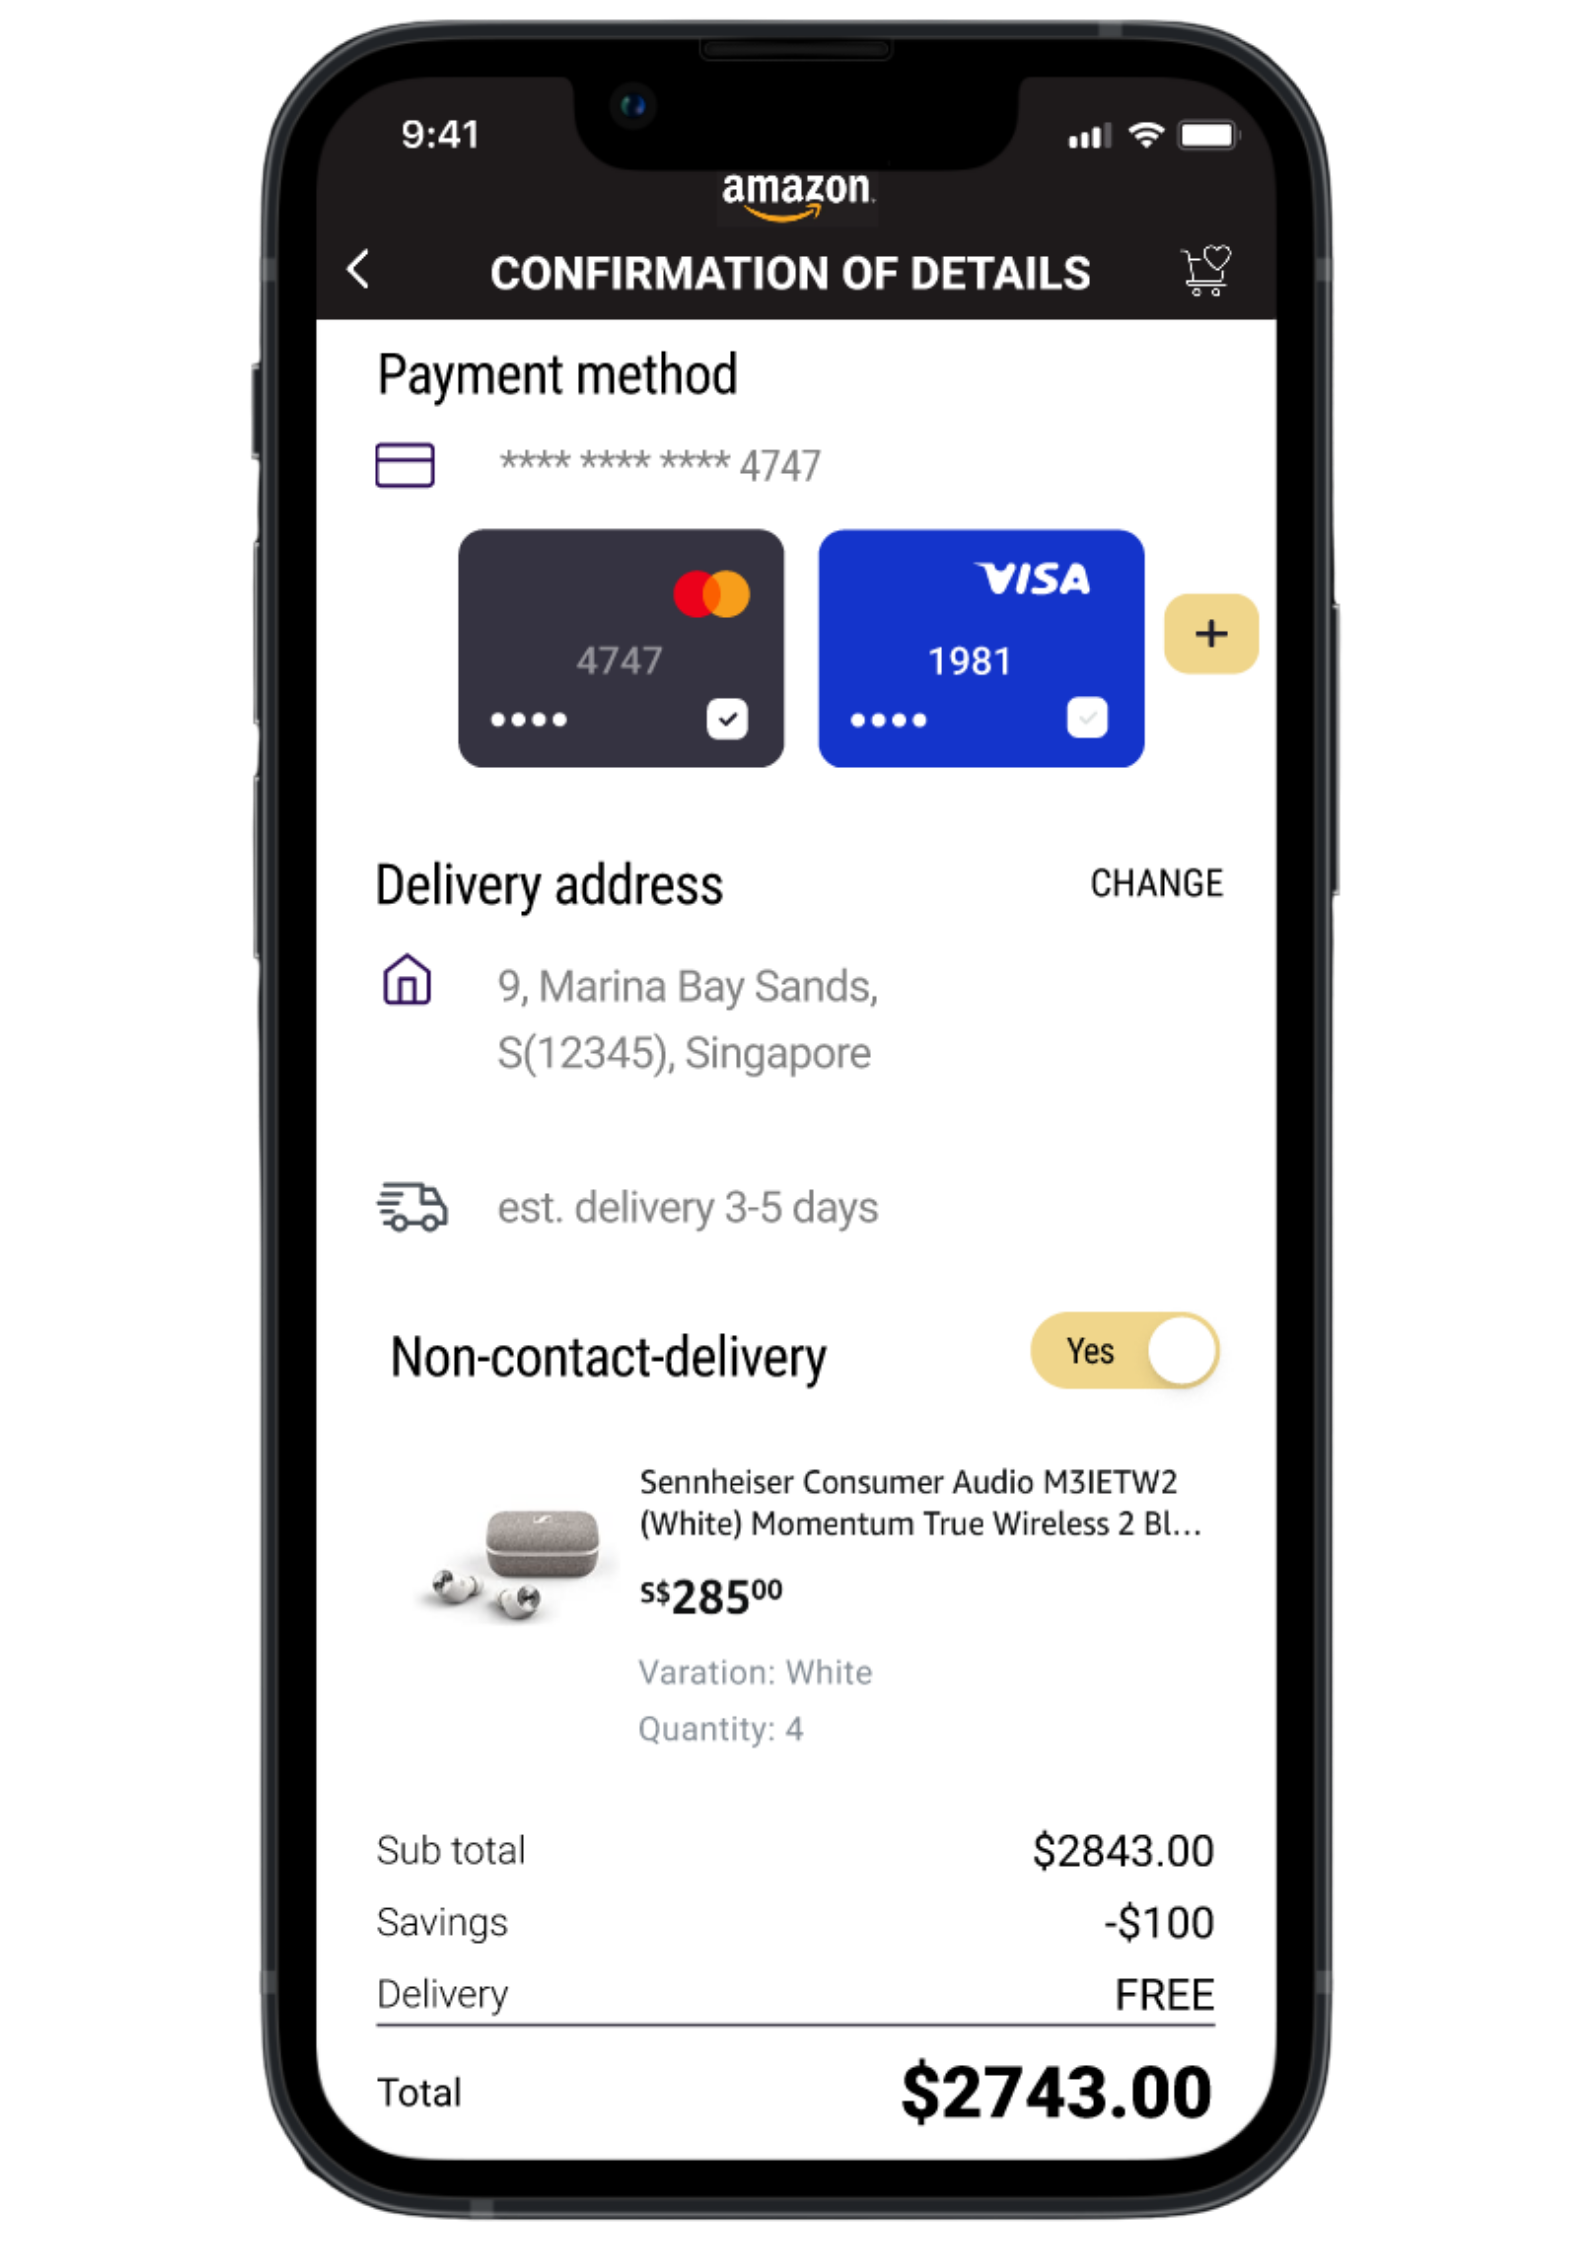 9:41
amazon.
CONFIRMATION OF DETAILS
Payment method
**** **** **** 4747
VISA
4747
1981
+
Delivery address
CHANGE
9, Marina Bay Sands,
S(12345), Singapore
est. delivery 3-5 days
Non-contact-delivery
Yes
Sennheiser Consumer Audio M3IETW2
(White) Momentum True Wireless 2 Bl...
S$28500
Varation: White
Quantity: 4
Sub total $2843.00
Savings -$100
Delivery FREE
Total $2743.00